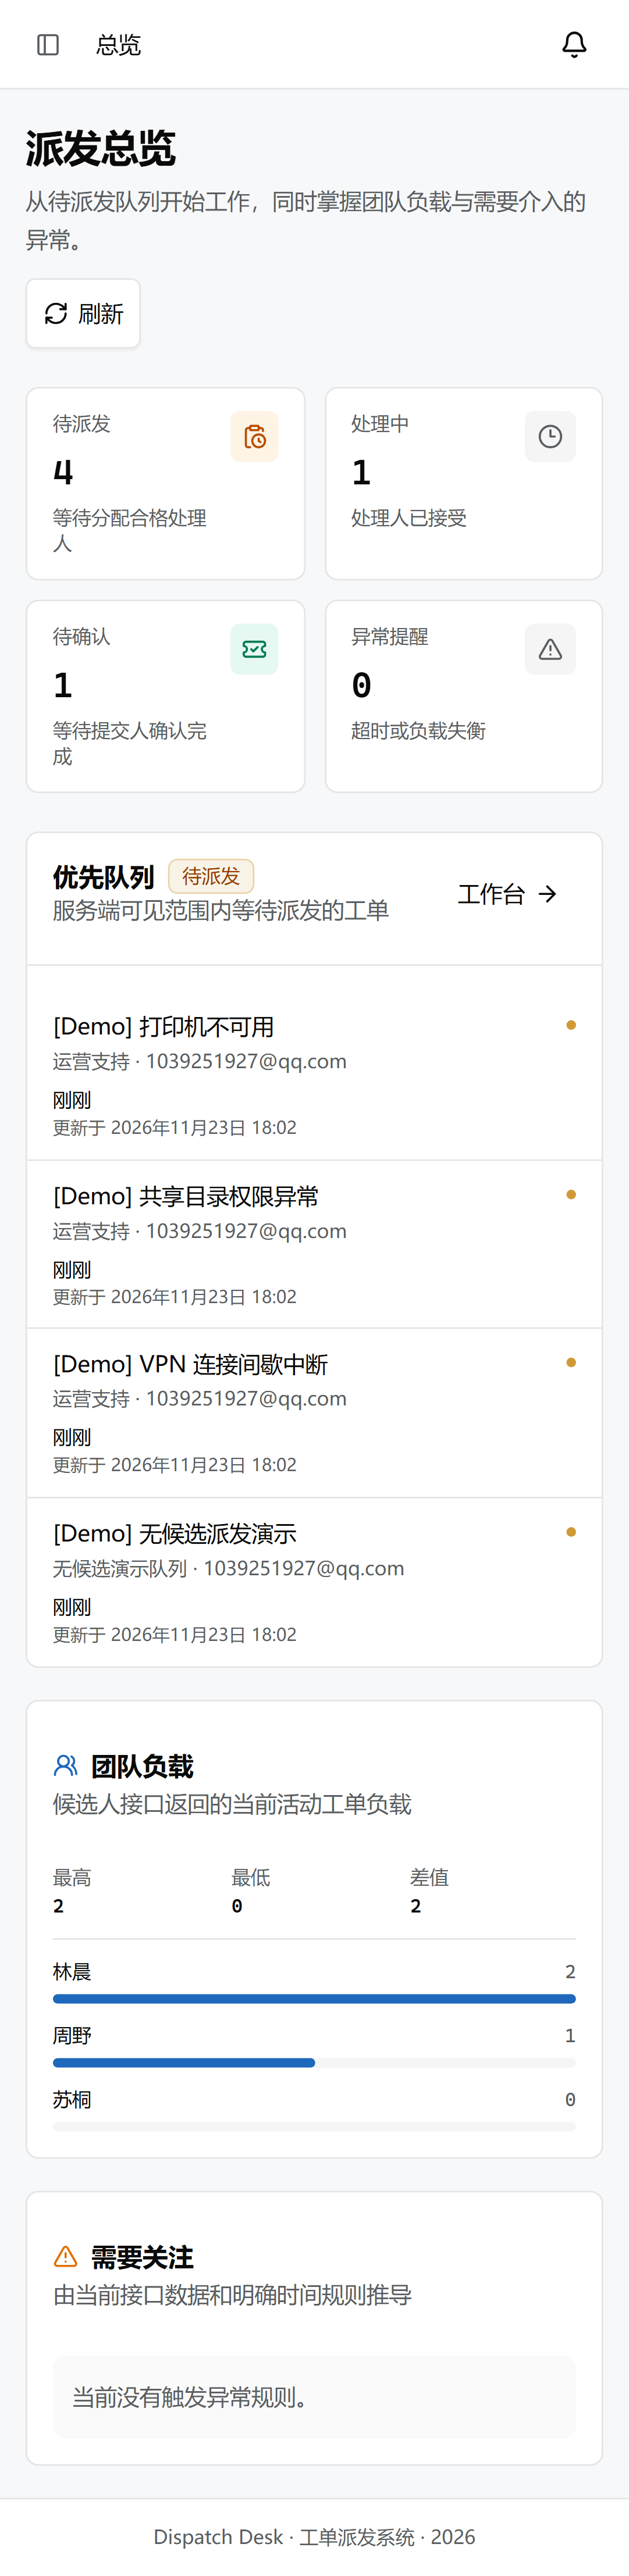 总览
派发总览
从待派发队列开始工作，同时掌握团队负载与需要介入的
异常。
刷新
待派发
4
等待分配合格处理
人
处理中
1
处理人已接受
待确认
1
等待提交人确认完
成
异常提醒
0
超时或负载失衡
优先队列 待派发
服务端可见范围内等待派发的工单
工作台
[Demo] 打印机不可用
运营支持 · 1039251927@qq.com
刚刚
更新于 2026年11月23日 18:02
[Demo] 共享目录权限异常
运营支持 · 1039251927@qq.com
刚刚
更新于 2026年11月23日 18:02
[Demo] VPN 连接间歇中断
运营支持 · 1039251927@qq.com
刚刚
更新于 2026年11月23日 18:02
[Demo] 无候选派发演示
无候选演示队列 · 1039251927@qq.com
刚刚
更新于 2026年11月23日 18:02
团队负载
候选人接口返回的当前活动工单负载
最高 最低 差值
2 0 2
林晨 2
周野 1
苏桐 0
需要关注
由当前接口数据和明确时间规则推导
当前没有触发异常规则。
Dispatch Desk · 工单派发系统 · 2026